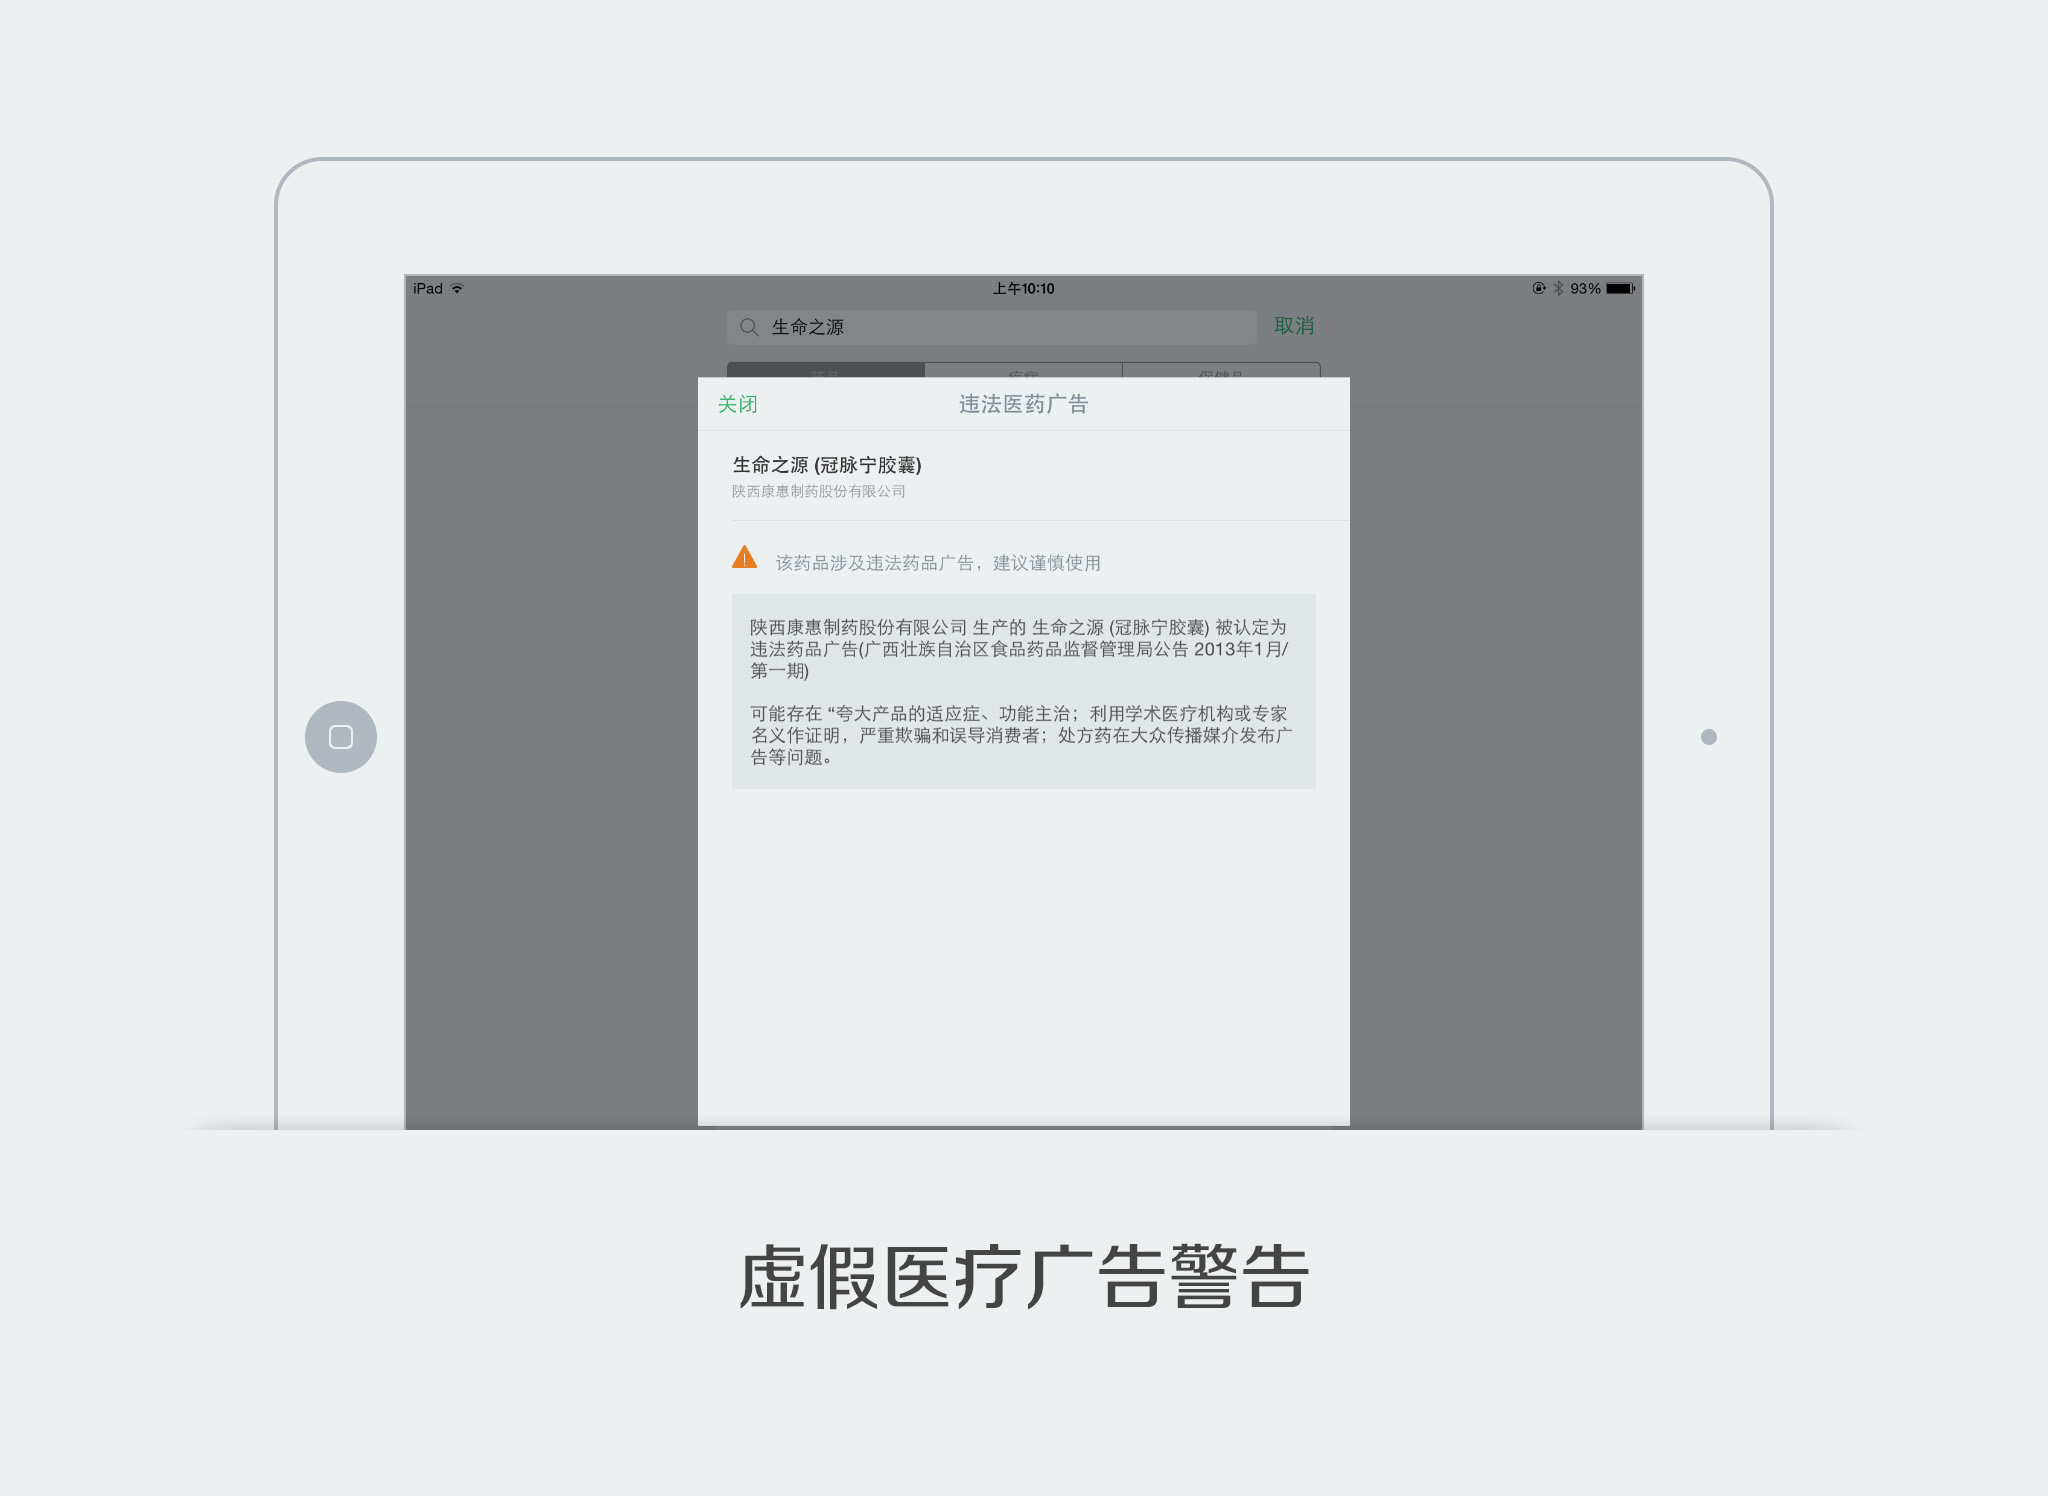 iPad
上午10:10
93%
生命之源
取消
药品
疾病
保健品
关闭
违法医药广告
生命之源 (冠脉宁胶囊)
陕西康惠制药股份有限公司
该药品涉及违法药品广告，建议谨慎使用
陕西康惠制药股份有限公司 生产的 生命之源 (冠脉宁胶囊) 被认定为
违法药品广告(广西壮族自治区食品药品监督管理局公告 2013年1月/
第一期)
可能存在 “夸大产品的适应症、功能主治；利用学术医疗机构或专家
名义作证明，严重欺骗和误导消费者；处方药在大众传播媒介发布广
告等问题。
虚假医疗广告警告